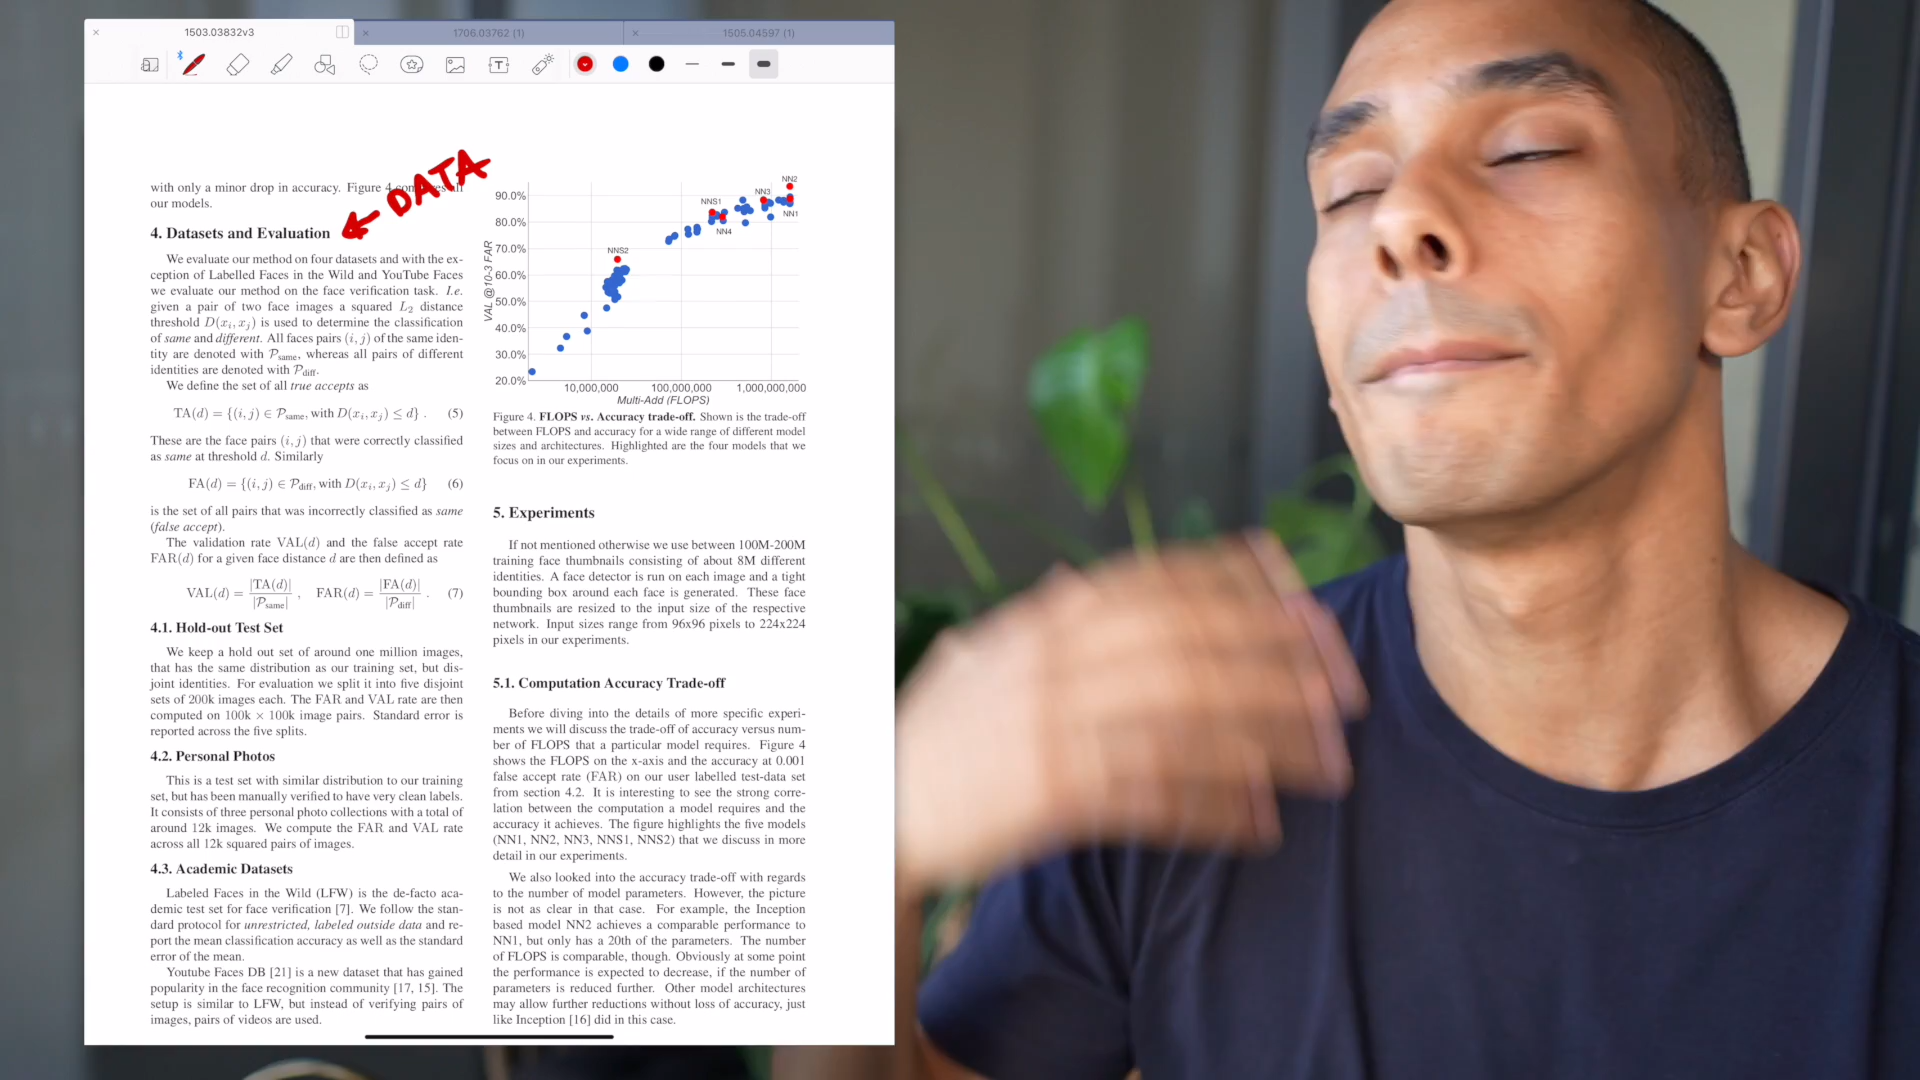 1503.03832v3
1706.03762 (1)
1505.04597 (1)
T
DATA
with only a minor drop in accuracy. Figure 4
our models.
4. Datasets and Evaluation
We evaluate our method on four datasets and with the ex-
ception of Labelled Faces in the Wild and YouTube Faces
we evaluate our method on the face verification task. I.e.
given a pair of two face images a squared L₂ distance
threshold D(xᵢ, xⱼ) is used to determine the classification
of same and different. All faces pairs (i, j) of the same iden-
tity are denoted with Psame, whereas all pairs of different
identities are denoted with Pdiff.
We define the set of all true accepts as
TA(d) = {(i, j) ∈ Psame, with D(xᵢ, xⱼ) ≤ d} . (5)
These are the face pairs (i, j) that were correctly classified
as same at threshold d. Similarly
FA(d) = {(i, j) ∈ Pdiff, with D(xᵢ, xⱼ) ≤ d} (6)
is the set of all pairs that was incorrectly classified as same
(false accept).
The validation rate VAL(d) and the false accept rate
FAR(d) for a given face distance d are then defined as
VAL(d) = |TA(d)| / |Psame| , FAR(d) = |FA(d)| / |Pdiff| . (7)
4.1. Hold-out Test Set
We keep a hold out set of around one million images,
that has the same distribution as our training set, but dis-
joint identities. For evaluation we split it into five disjoint
sets of 200k images each. The FAR and VAL rate are then
computed on 100k × 100k image pairs. Standard error is
reported across the five splits.
4.2. Personal Photos
This is a test set with similar distribution to our training
set, but has been manually verified to have very clean labels.
It consists of three personal photo collections with a total of
around 12k images. We compute the FAR and VAL rate
across all 12k squared pairs of images.
4.3. Academic Datasets
Labeled Faces in the Wild (LFW) is the de-facto aca-
demic test set for face verification [7]. We follow the stan-
dard protocol for unrestricted, labeled outside data and re-
port the mean classification accuracy as well as the standard
error of the mean.
Youtube Faces DB [21] is a new dataset that has gained
popularity in the face recognition community [17, 15]. The
setup is similar to LFW, but instead of verifying pairs of
images, pairs of videos are used.
VAL @10-3 FAR
90.0%
80.0%
70.0%
60.0%
50.0%
40.0%
30.0%
20.0%
NN2
NN3
NNS1
NN1
NN4
NNS2
10,000,000 100,000,000 1,000,000,000
Multi-Add (FLOPS)
Figure 4. FLOPS vs. Accuracy trade-off. Shown is the trade-off
between FLOPS and accuracy for a wide range of different model
sizes and architectures. Highlighted are the four models that we
focus on in our experiments.
5. Experiments
If not mentioned otherwise we use between 100M-200M
training face thumbnails consisting of about 8M different
identities. A face detector is run on each image and a tight
bounding box around each face is generated. These face
thumbnails are resized to the input size of the respective
network. Input sizes range from 96x96 pixels to 224x224
pixels in our experiments.
5.1. Computation Accuracy Trade-off
Before diving into the details of more specific experi-
ments we will discuss the trade-off of accuracy versus num-
ber of FLOPS that a particular model requires. Figure 4
shows the FLOPS on the x-axis and the accuracy at 0.001
false accept rate (FAR) on our user labelled test-data set
from section 4.2. It is interesting to see the strong corre-
lation between the computation a model requires and the
accuracy it achieves. The figure highlights the five models
(NN1, NN2, NN3, NNS1, NNS2) that we discuss in more
detail in our experiments.
We also looked into the accuracy trade-off with regards
to the number of model parameters. However, the picture
is not as clear in that case. For example, the Inception
based model NN2 achieves a comparable performance to
NN1, but only has a 20th of the parameters. The number
of FLOPS is comparable, though. Obviously at some point
the performance is expected to decrease, if the number of
parameters is reduced further. Other model architectures
may allow further reductions without loss of accuracy, just
like Inception [16] did in this case.